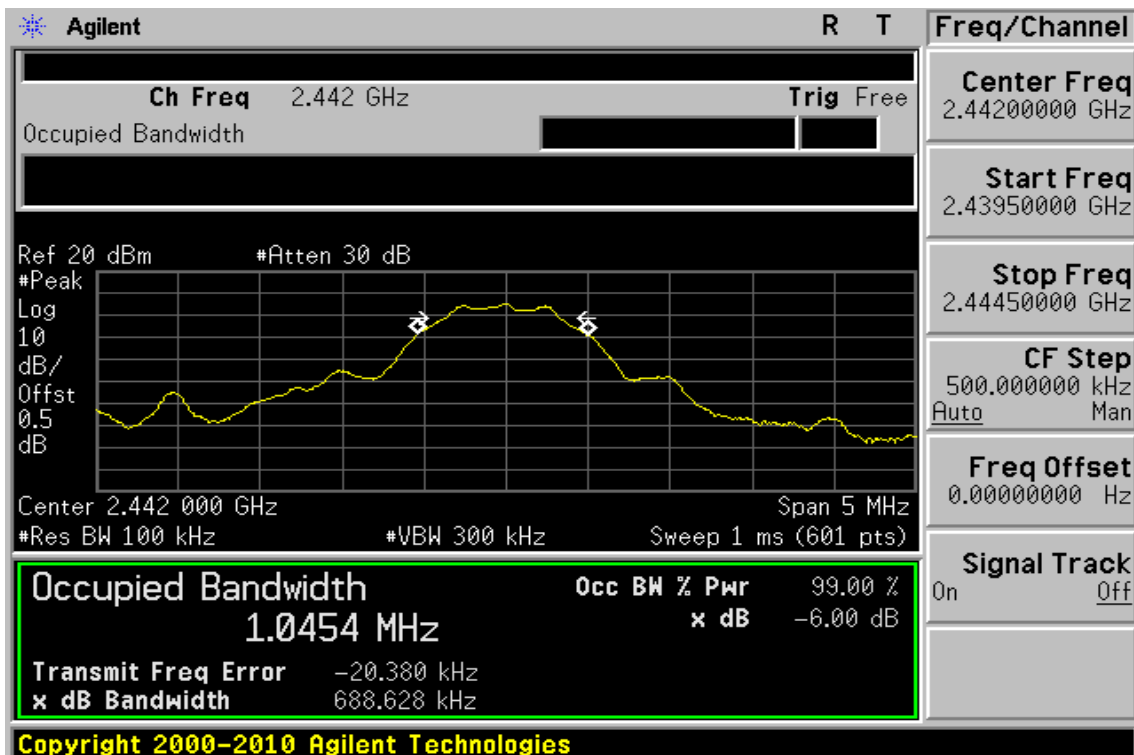 Agilent R T Freq/Channel
Ch Freq 2.442 GHz Trig Free
Occupied Bandwidth
Center Freq
2.44200000 GHz
Start Freq
2.43950000 GHz
Stop Freq
2.44450000 GHz
CF Step
500.000000 kHz
Auto Man
Freq Offset
0.00000000 Hz
Signal Track
On Off
Ref 20 dBm #Atten 30 dB
#Peak
Log
10
dB/
Offst
0.5
dB
Center 2.442 000 GHz Span 5 MHz
#Res BW 100 kHz #VBW 300 kHz Sweep 1 ms (601 pts)
Occupied Bandwidth Occ BW % Pwr 99.00 %
1.0454 MHz x dB -6.00 dB
Transmit Freq Error -20.380 kHz
x dB Bandwidth 688.628 kHz
Copyright 2000-2010 Agilent Technologies